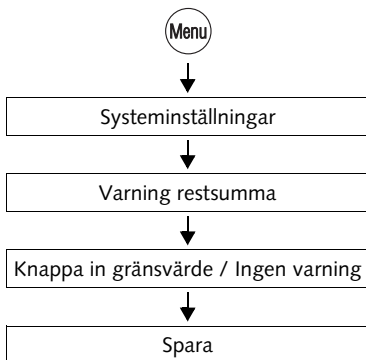 Menu
Systeminställningar
Varning restsumma
Knappa in gränsvärde / Ingen varning
Spara